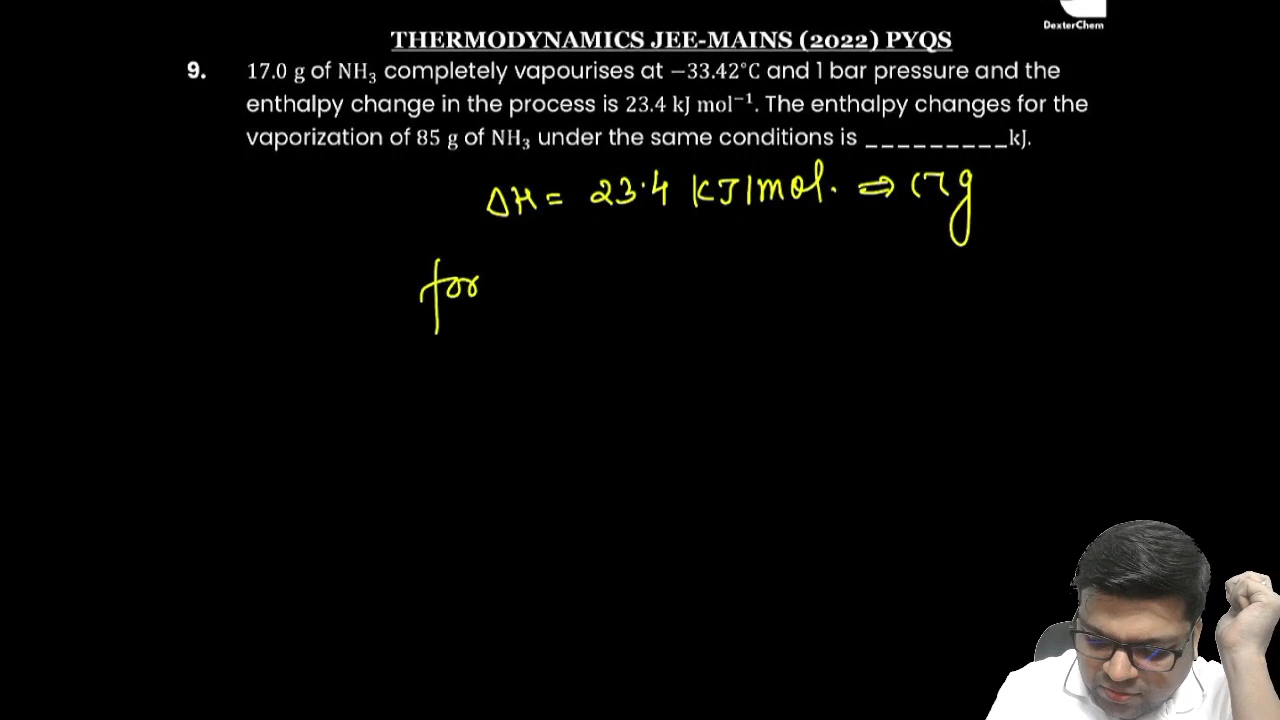 DexterChem
THERMODYNAMICS JEE-MAINS (2022) PYQS
9. 17.0 g of NH₃ completely vapourises at −33.42°C and 1 bar pressure and the
enthalpy change in the process is 23.4 kJ mol⁻¹. The enthalpy changes for the
vaporization of 85 g of NH₃ under the same conditions is _________kJ.
ΔH = 23.4 KJ/mol. ⇒ 17g
for